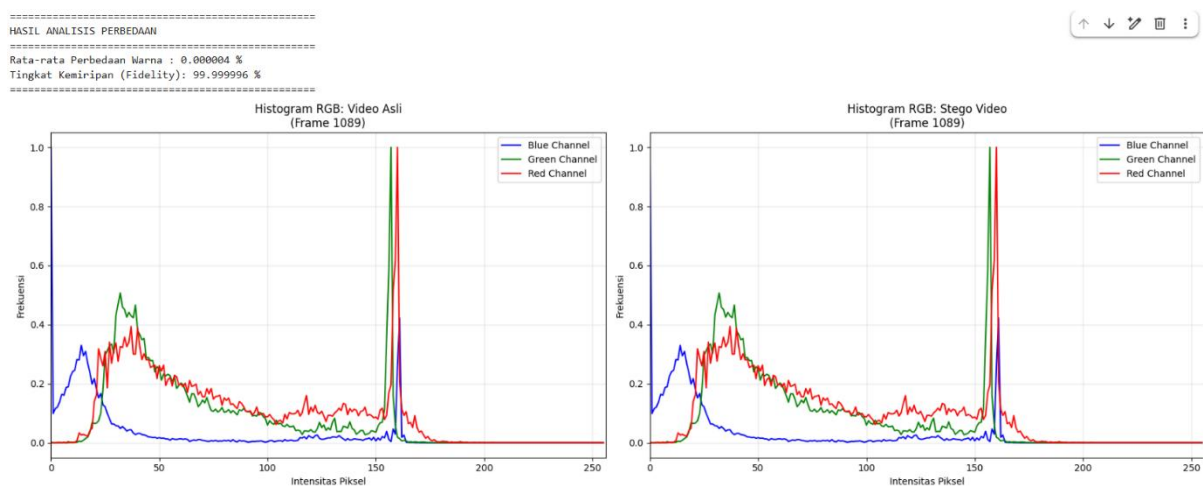 ==================================================
HASIL ANALISIS PERBEDAAN
==================================================
Rata-rata Perbedaan Warna : 0.000004 %
Tingkat Kemiripan (Fidelity): 99.999996 %
==================================================
Histogram RGB: Video Asli
(Frame 1089)
Blue Channel
Green Channel
Red Channel
Frekuensi
1.0
0.8
0.6
0.4
0.2
0.0
0 50 100 150 200 250
Intensitas Piksel
Histogram RGB: Stego Video
(Frame 1089)
Blue Channel
Green Channel
Red Channel
Frekuensi
1.0
0.8
0.6
0.4
0.2
0.0
0 50 100 150 200 250
Intensitas Piksel